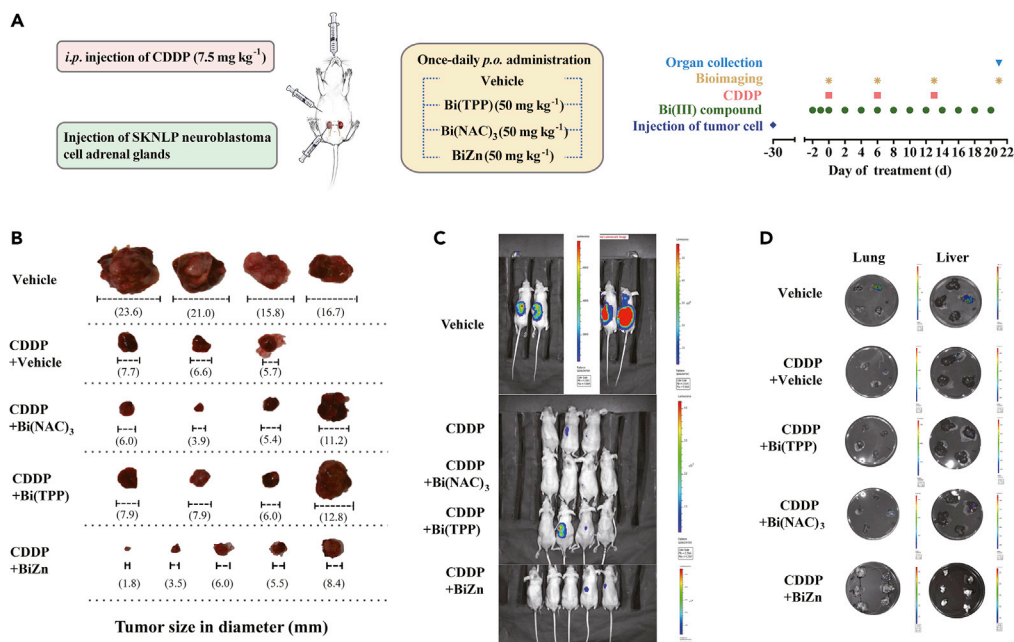 A
i.p. injection of CDDP (7.5 mg kg⁻¹)
Injection of SKNLP neuroblastoma
cell adrenal glands
Once-daily p.o. administration
Vehicle
Bi(TPP)(50 mg kg⁻¹)
Bi(NAC)₃(50 mg kg⁻¹)
BiZn(50 mg kg⁻¹)
Organ collection
Bioimaging
CDDP
Bi(III) compound
Injection of tumor cell
-30 -2 0 2 4 6 8 10 12 14 16 18 20 22
Day of treatment (d)
B
Vehicle
(23.6) (21.0) (15.8) (16.7)
CDDP
+Vehicle
(7.7) (6.6) (5.7)
CDDP
+Bi(NAC)₃
(6.0) (3.9) (5.4) (11.2)
CDDP
+Bi(TPP)
(7.9) (7.9) (6.0) (12.8)
CDDP
+BiZn
(1.8) (3.5) (6.0) (5.5) (8.4)
Tumor size in diameter (mm)
C
Vehicle
CDDP
CDDP
+Bi(NAC)₃
CDDP
+Bi(TPP)
CDDP
+BiZn
D
Lung Liver
Vehicle
CDDP
+Vehicle
CDDP
+Bi(TPP)
CDDP
+Bi(NAC)₃
CDDP
+BiZn